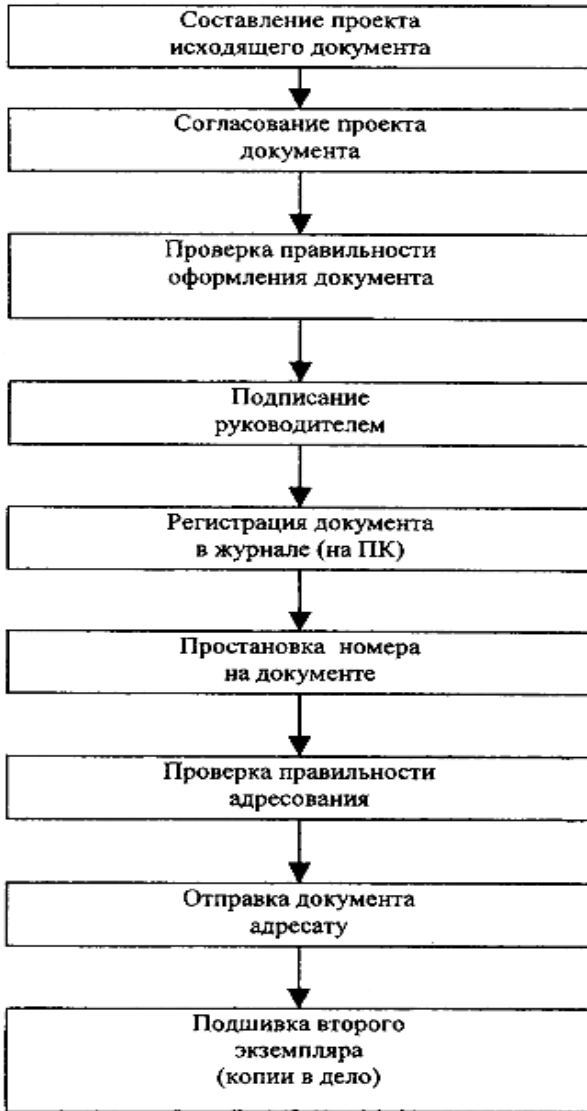 Составление проекта
исходящего документа
Согласование проекта
документа
Проверка правильности
оформления документа
Подписание
руководителем
Регистрация документа
в журнале (на ПК)
Простановка номера
на документе
Проверка правильности
адресования
Отправка документа
адресату
Подшивка второго
экземпляра
(копии в дело)